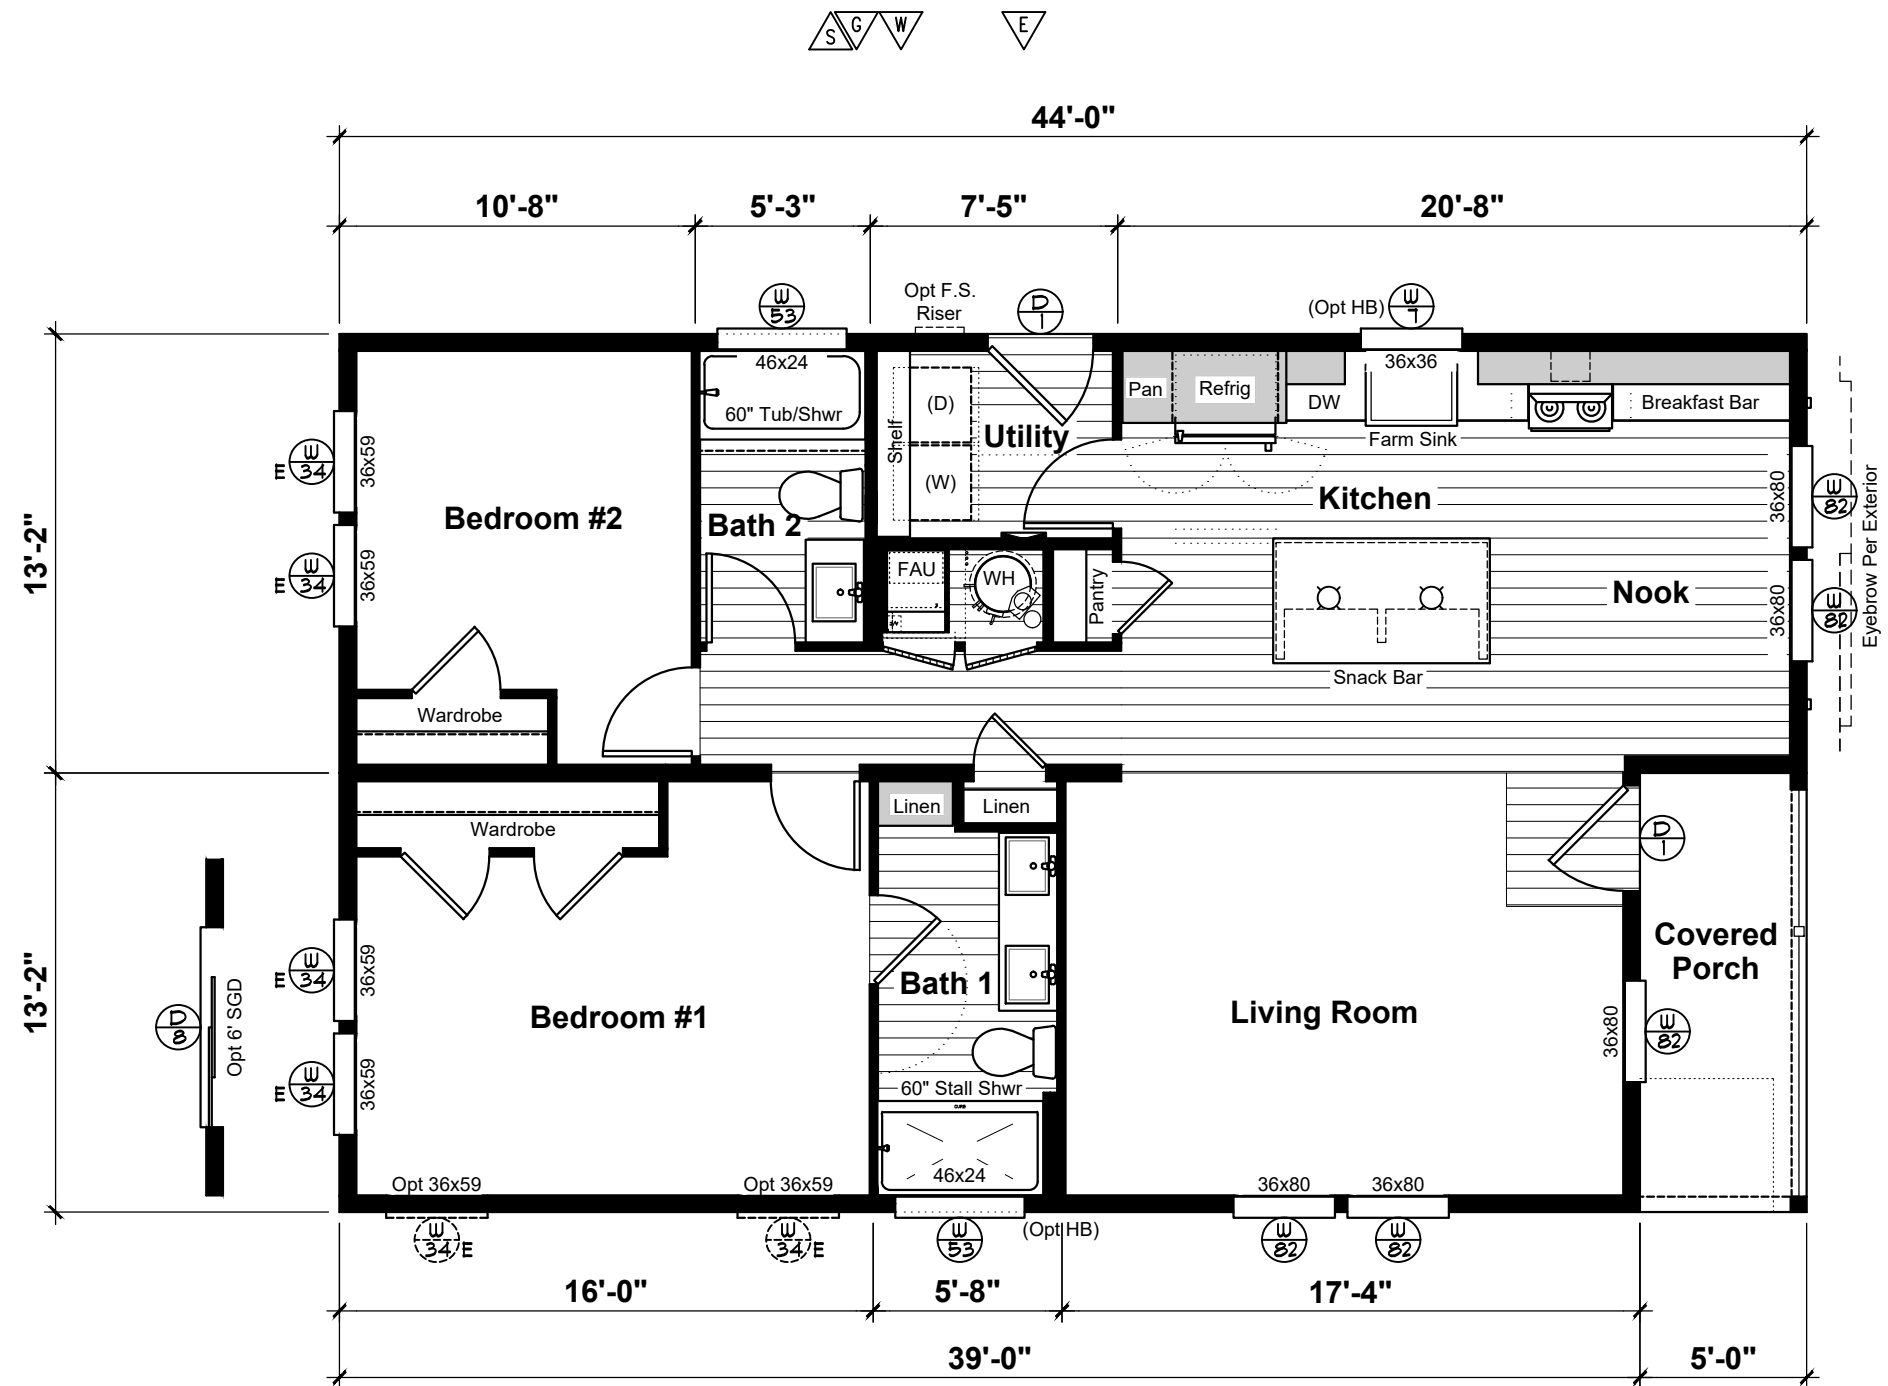 S G W E
44'-0"
10'-8" 5'-3" 7'-5" 20'-8"
Opt F.S.
Riser
W
53
D
1
(Opt HB)
W
7
46x24
60" Tub/Shwr
Shelf
(D)
(W)
Utility
Pan
Refrig
DW
36x36
Farm Sink
Breakfast Bar
E
W
34
36x59
E
W
34
36x59
13'-2"
Bedroom #2
Bath 2
Kitchen
Nook
36x80
W
82
36x80
W
82
Eyebrow Per Exterior
FAU
WH
Pantry
Snack Bar
Wardrobe
Wardrobe
Linen
Linen
D
1
Covered
Porch
13'-2"
D
8
Opt 6' SGD
E
W
34
36x59
E
W
34
36x59
Bedroom #1
Bath 1
Living Room
36x80
W
82
60" Stall Shwr
CURB
46x24
Opt 36x59
Opt 36x59
36x80
36x80
W
34 E
W
34 E
W
53
(Opt HB)
W
82
W
82
16'-0" 5'-8" 17'-4"
39'-0" 5'-0"